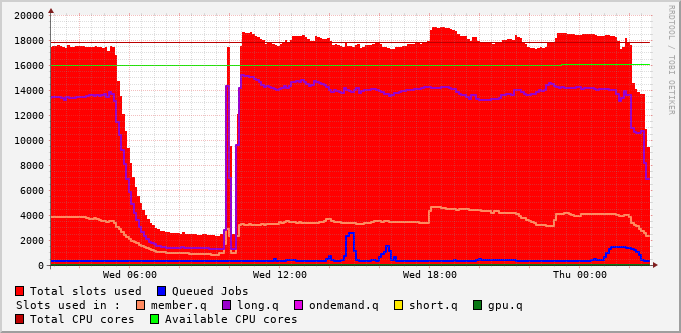 20000
18000
16000
14000
12000
10000
8000
6000
4000
2000
0
Wed 06:00 Wed 12:00 Wed 18:00 Thu 00:00
RRDTOOL / TOBI OETIKER
Total slots used Queued Jobs
Slots used in : member.q long.q ondemand.q short.q gpu.q
Total CPU cores Available CPU cores